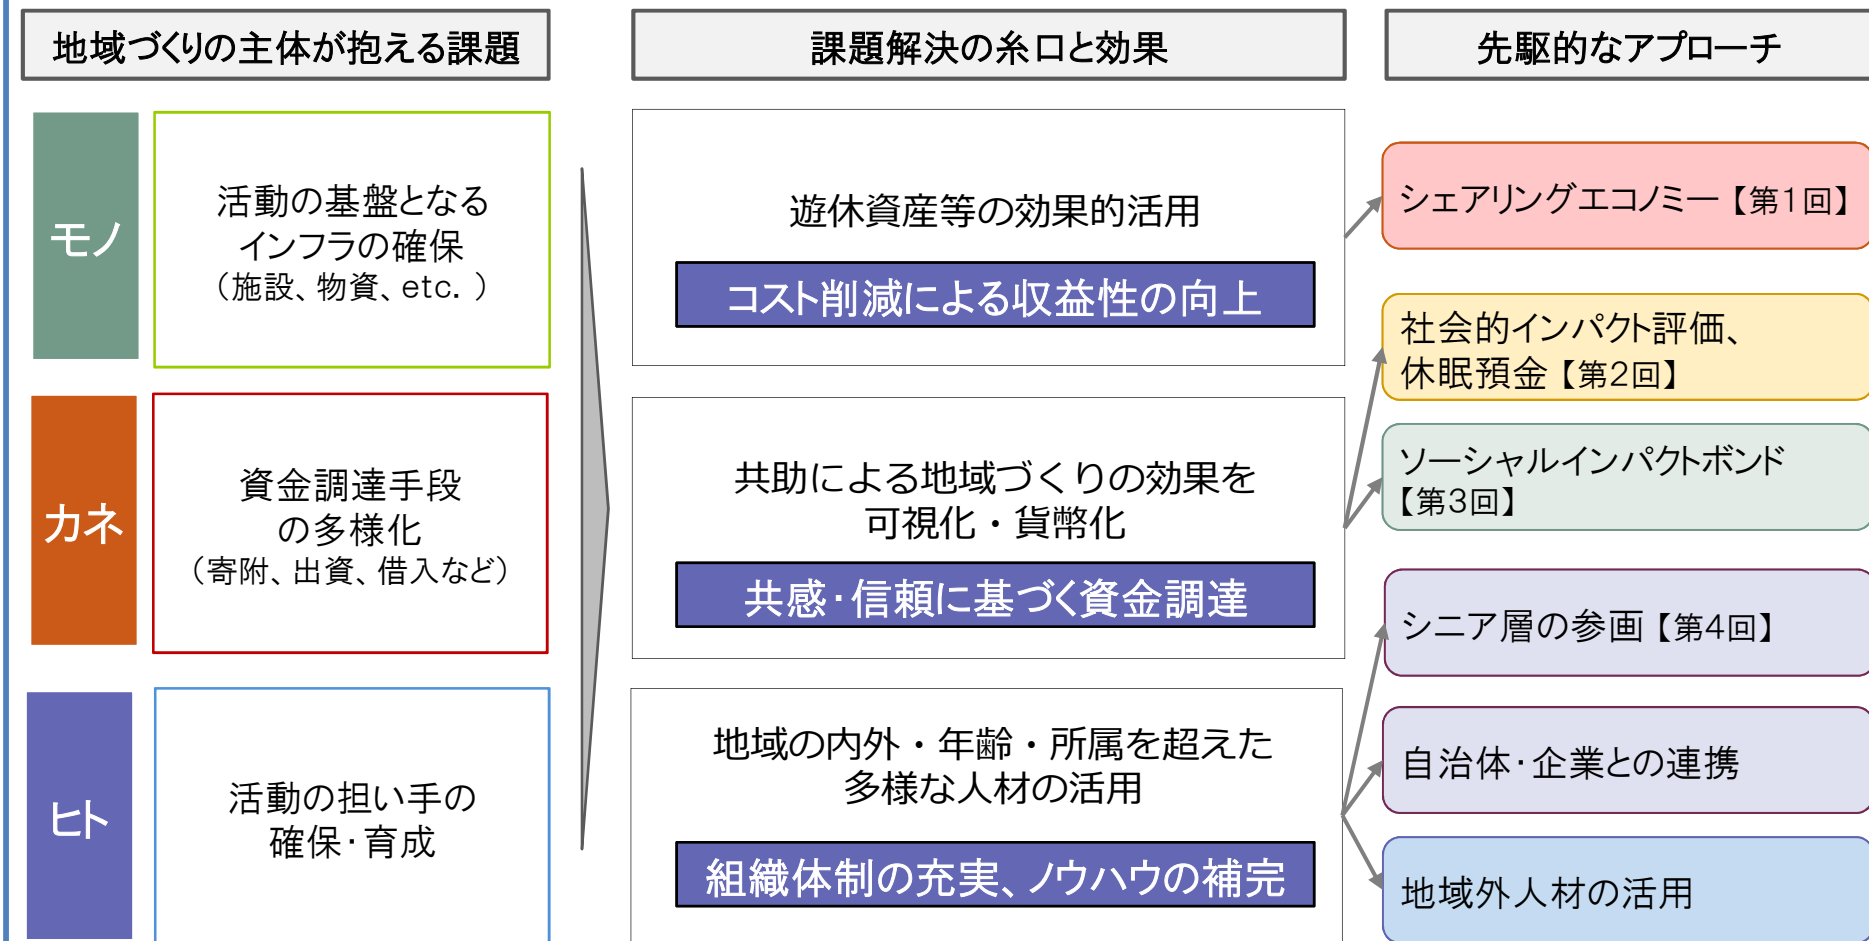 地域づくりの主体が抱える課題
課題解決の糸口と効果
先駆的なアプローチ
モノ
活動の基盤となる
インフラの確保
（施設、物資、etc. ）
遊休資産等の効果的活用
コスト削減による収益性の向上
シェアリングエコノミー【第1回】
社会的インパクト評価、
休眠預金【第2回】
カネ
資金調達手段
の多様化
（寄附、出資、借入など）
共助による地域づくりの効果を
可視化・貨幣化
共感・信頼に基づく資金調達
ソーシャルインパクトボンド
【第3回】
ヒト
活動の担い手の
確保・育成
地域の内外・年齢・所属を超えた
多様な人材の活用
組織体制の充実、ノウハウの補完
シニア層の参画【第4回】
自治体・企業との連携
地域外人材の活用